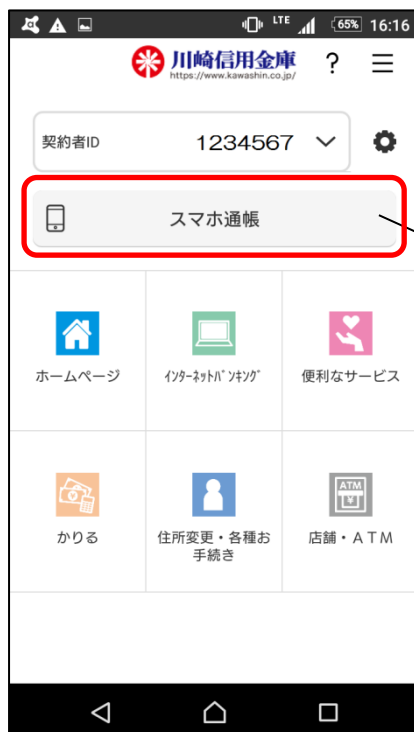 LTE 65% 16:16
川崎信用金庫 ?
https://www.kawashin.co.jp/
契約者ID 1234567
スマホ通帳
ホームページ
インターネットバンキング
便利なサービス
かりる
住所変更・各種お
手続き
ATM
店舗・ATM